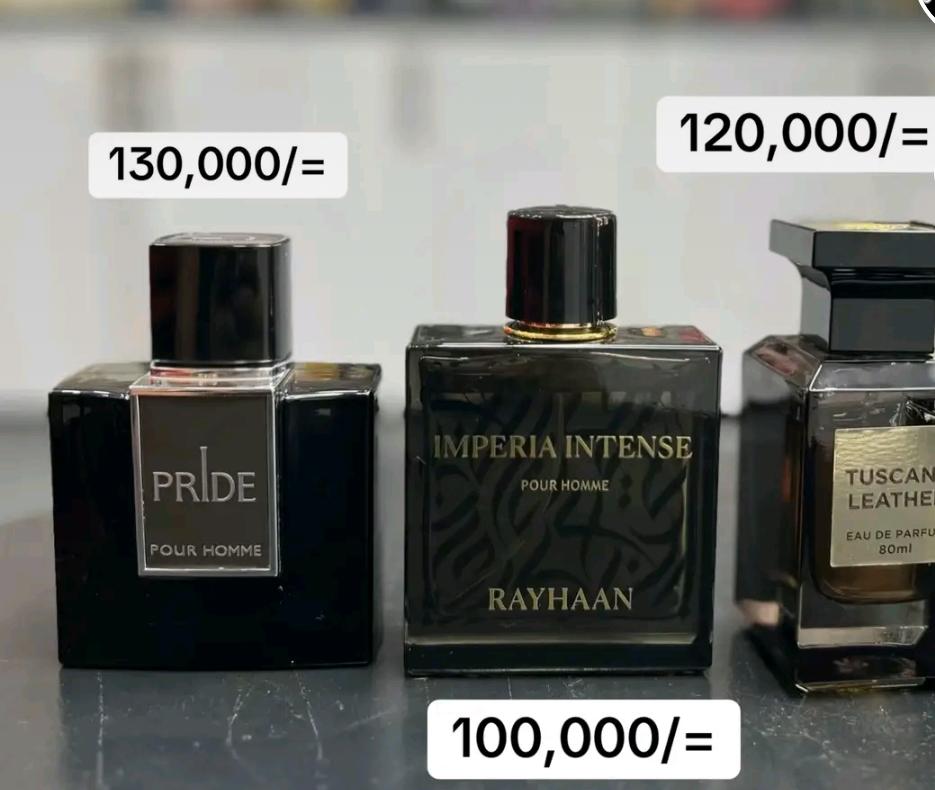 130,000/=
120,000/=
PRIDE
POUR HOMME
IMPERIA INTENSE
POUR HOMME
RAYHAAN
TUSCAN
LEATHE
EAU DE PARFU
80ml
100,000/=